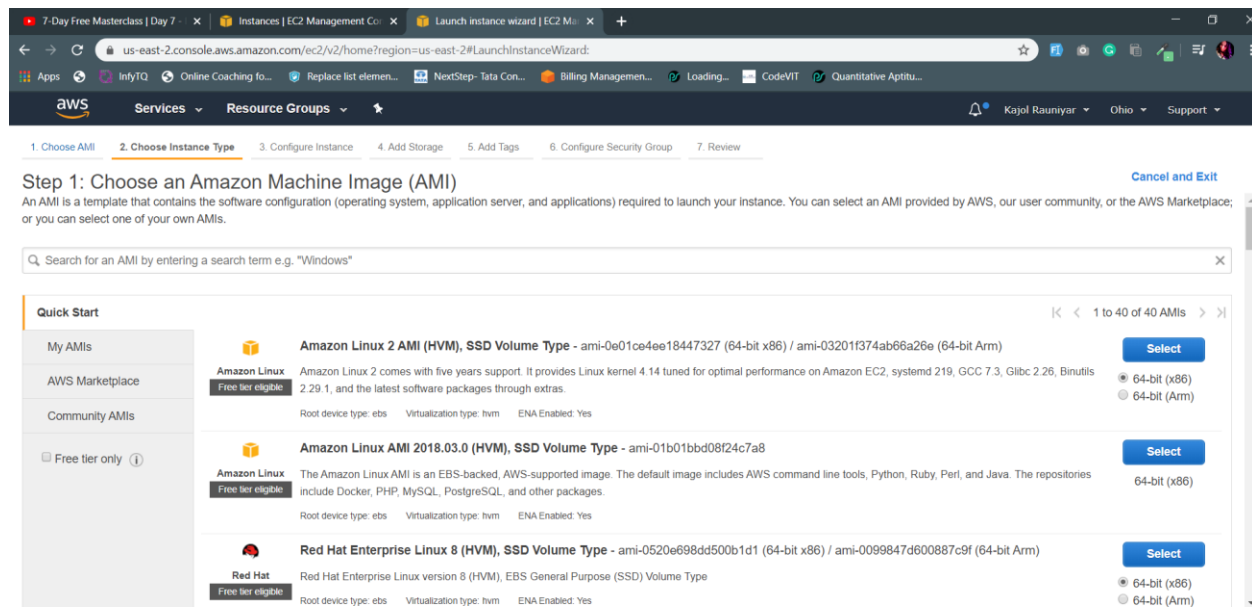 7-Day Free Masterclass | Day 7 -
Instances | EC2 Management Con
Launch instance wizard | EC2 Man
us-east-2.console.aws.amazon.com/ec2/v2/home?region=us-east-2#LaunchInstanceWizard:
Apps
InfyTQ
Online Coaching fo...
Replace list elemen...
NextStep- Tata Con...
Billing Managemen...
Loading...
CodeVIT
Quantitative Aptitu...
aws
Services
Resource Groups
Kajol Rauniyar
Ohio
Support
1. Choose AMI
2. Choose Instance Type
3. Configure Instance
4. Add Storage
5. Add Tags
6. Configure Security Group
7. Review
Step 1: Choose an Amazon Machine Image (AMI)
Cancel and Exit
An AMI is a template that contains the software configuration (operating system, application server, and applications) required to launch your instance. You can select an AMI provided by AWS, our user community, or the AWS Marketplace;
or you can select one of your own AMIs.
Search for an AMI by entering a search term e.g. "Windows"
Quick Start
My AMIs
AWS Marketplace
Community AMIs
Free tier only
1 to 40 of 40 AMIs
Amazon Linux
Free tier eligible
Amazon Linux 2 AMI (HVM), SSD Volume Type - ami-0e01ce4ee18447327 (64-bit x86) / ami-03201f374ab66a26e (64-bit Arm)
Amazon Linux 2 comes with five years support. It provides Linux kernel 4.14 tuned for optimal performance on Amazon EC2, systemd 219, GCC 7.3, Glibc 2.26, Binutils
2.29.1, and the latest software packages through extras.
Root device type: ebs Virtualization type: hvm ENA Enabled: Yes
Select
64-bit (x86)
64-bit (Arm)
Amazon Linux
Free tier eligible
Amazon Linux AMI 2018.03.0 (HVM), SSD Volume Type - ami-01b01bbd08f24c7a8
The Amazon Linux AMI is an EBS-backed, AWS-supported image. The default image includes AWS command line tools, Python, Ruby, Perl, and Java. The repositories
include Docker, PHP, MySQL, PostgreSQL, and other packages.
Root device type: ebs Virtualization type: hvm ENA Enabled: Yes
Select
64-bit (x86)
Red Hat
Free tier eligible
Red Hat Enterprise Linux 8 (HVM), SSD Volume Type - ami-0520e698dd500b1d1 (64-bit x86) / ami-0099847d600887c9f (64-bit Arm)
Red Hat Enterprise Linux version 8 (HVM), EBS General Purpose (SSD) Volume Type
Root device type: ebs Virtualization type: hvm ENA Enabled: Yes
Select
64-bit (x86)
64-bit (Arm)